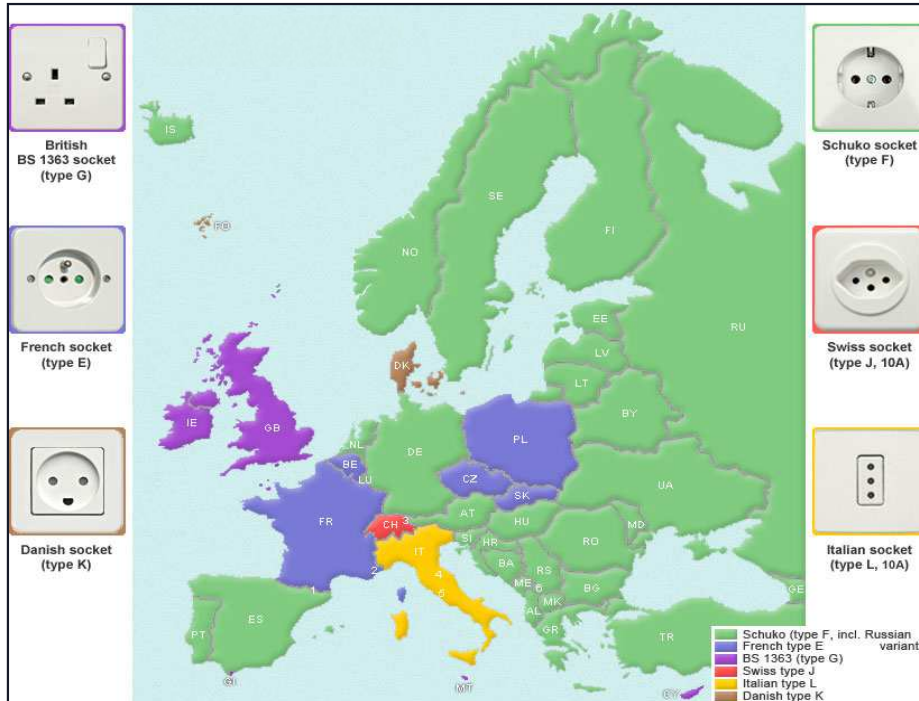 British
BS 1363 socket
(type G)
French socket
(type E)
Danish socket
(type K)
IS
FO
NO
SE
FI
RU
EE
LV
LT
BY
DK
IE
GB
NL
BE
LU
DE
PL
CZ
SK
UA
FR
CH
3
AT
HU
MD
RO
IT
SI
HR
BA
RS
2
4
5
ME
6
BG
MK
AL
GR
1
ES
PT
GI
MT
CY
TR
GE
Schuko socket
(type F)
Swiss socket
(type J, 10A)
Italian socket
(type L, 10A)
Schuko (type F, incl. Russian
variant
French type E
BS 1363 (type G)
Swiss type J
Italian type L
Danish type K